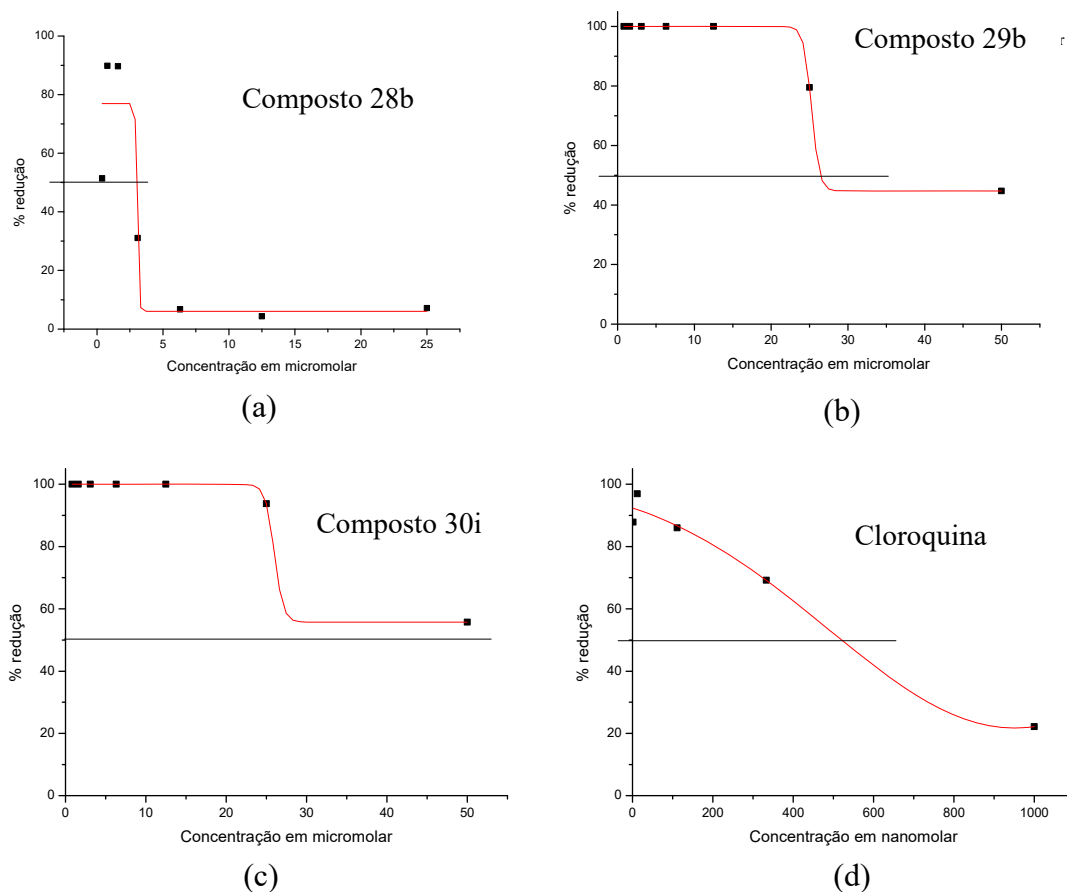 100
80
60
40
20
0
% redução
Composto 28b
0
5
10
15
20
25
Concentração em micromolar
(a)
100
80
60
40
20
0
% redução
Composto 29b
r
0
10
20
30
40
50
Concentração em micromolar
(b)
100
80
60
40
20
0
% redução
Composto 30i
0
10
20
30
40
50
Concentração em micromolar
(c)
100
80
60
40
20
0
% redução
Cloroquina
0
200
400
600
800
1000
Concentração em nanomolar
(d)